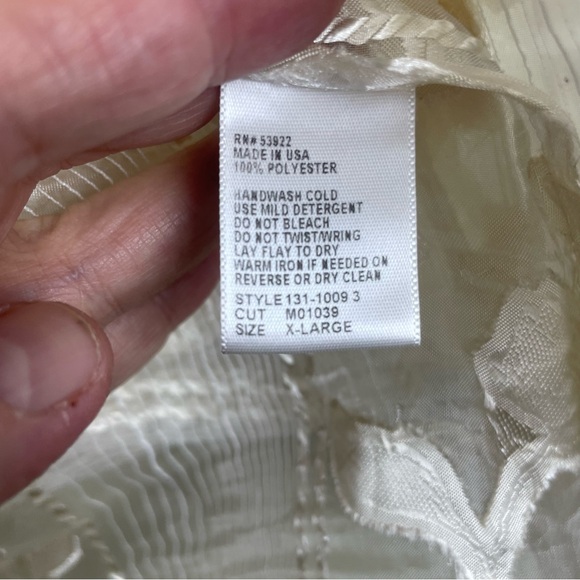 RN# 53922
MADE IN USA
100% POLYESTER
HANDWASH COLD
USE MILD DETERGENT
DO NOT BLEACH
DO NOT TWIST/WRING
LAY FLAY TO DRY
WARM IRON IF NEEDED ON
REVERSE OR DRY CLEAN
STYLE 131-1009 3
CUT M01039
SIZE X-LARGE